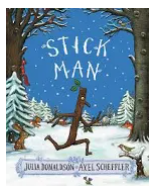 STICK
MAN
JULIA DONALDSON · AXEL SCHEFFLER